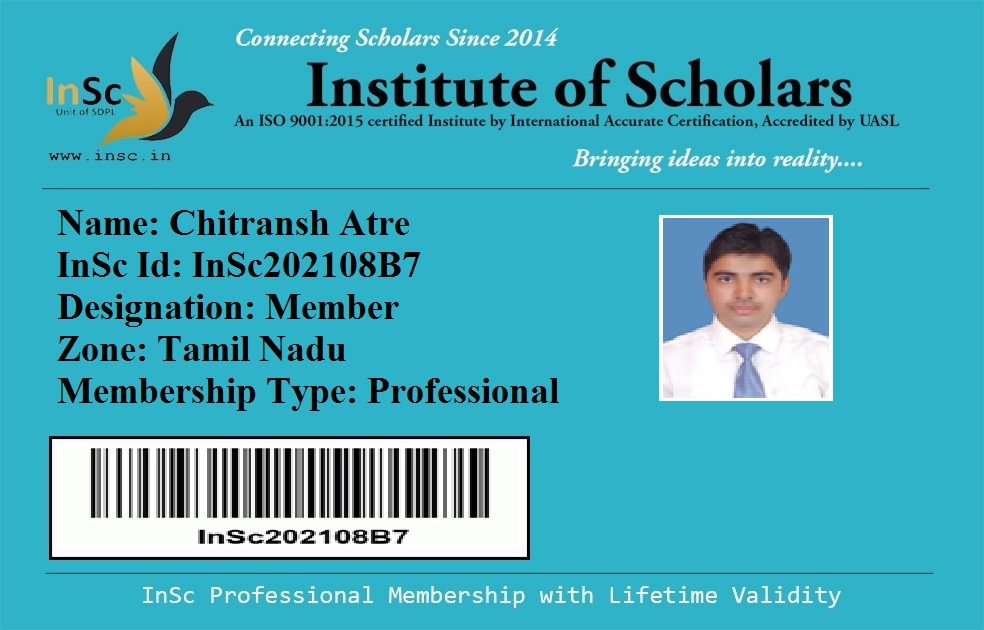 Connecting Scholars Since 2014
InSc
Unit of SDPL
www.insc.in
Institute of Scholars
An ISO 9001:2015 certified Institute by International Accurate Certification, Accredited by UASL
Bringing ideas into reality....
Name: Chitransh Atre
InSc Id: InSc202108B7
Designation: Member
Zone: Tamil Nadu
Membership Type: Professional
InSc202108B7
InSc Professional Membership with Lifetime Validity